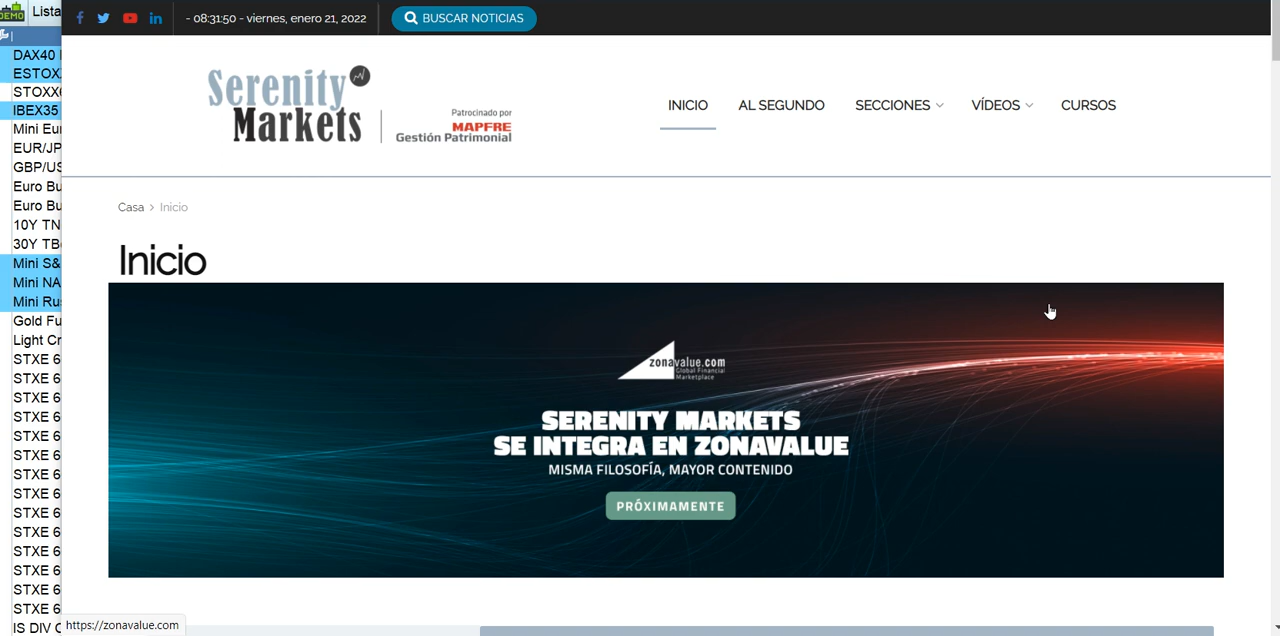 DEMO
Lista
- 08:31:50 - viernes, enero 21, 2022
BUSCAR NOTICIAS
Serenity
Markets
Patrocinado por
MAPFRE
Gestión Patrimonial
INICIO
AL SEGUNDO
SECCIONES
VÍDEOS
CURSOS
Casa > Inicio
Inicio
zonavalue.com
Global Financial
Marketplace
SERENITY MARKETS
SE INTEGRA EN ZONAVALUE
MISMA FILOSOFÍA, MAYOR CONTENIDO
PRÓXIMAMENTE
DAX40
ESTOX
STOXX
IBEX35
Mini Eur
EUR/JP
GBP/US
Euro Bu
Euro Bu
10Y TN
30Y TB
Mini S&
Mini NA
Mini Ru
Gold Fu
Light Cr
STXE 6
STXE 6
STXE 6
STXE 6
STXE 6
STXE 6
STXE 6
STXE 6
STXE 6
STXE 6
STXE 6
STXE 6
STXE 6
STXE 6
IS DIV
https://zonavalue.com